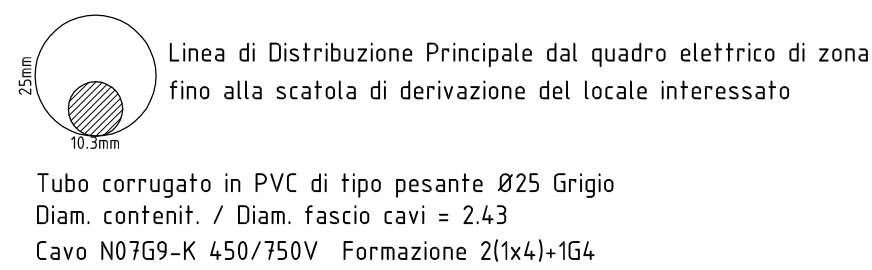 Linea di Distribuzione Principale dal quadro elettrico di zona
fino alla scatola di derivazione del locale interessato
25mm
10.3mm
Tubo corrugato in PVC di tipo pesante Ø25 Grigio
Diam. contenit. / Diam. fascio cavi = 2.43
Cavo N07G9-K 450/750V Formazione 2(1x4)+1G4